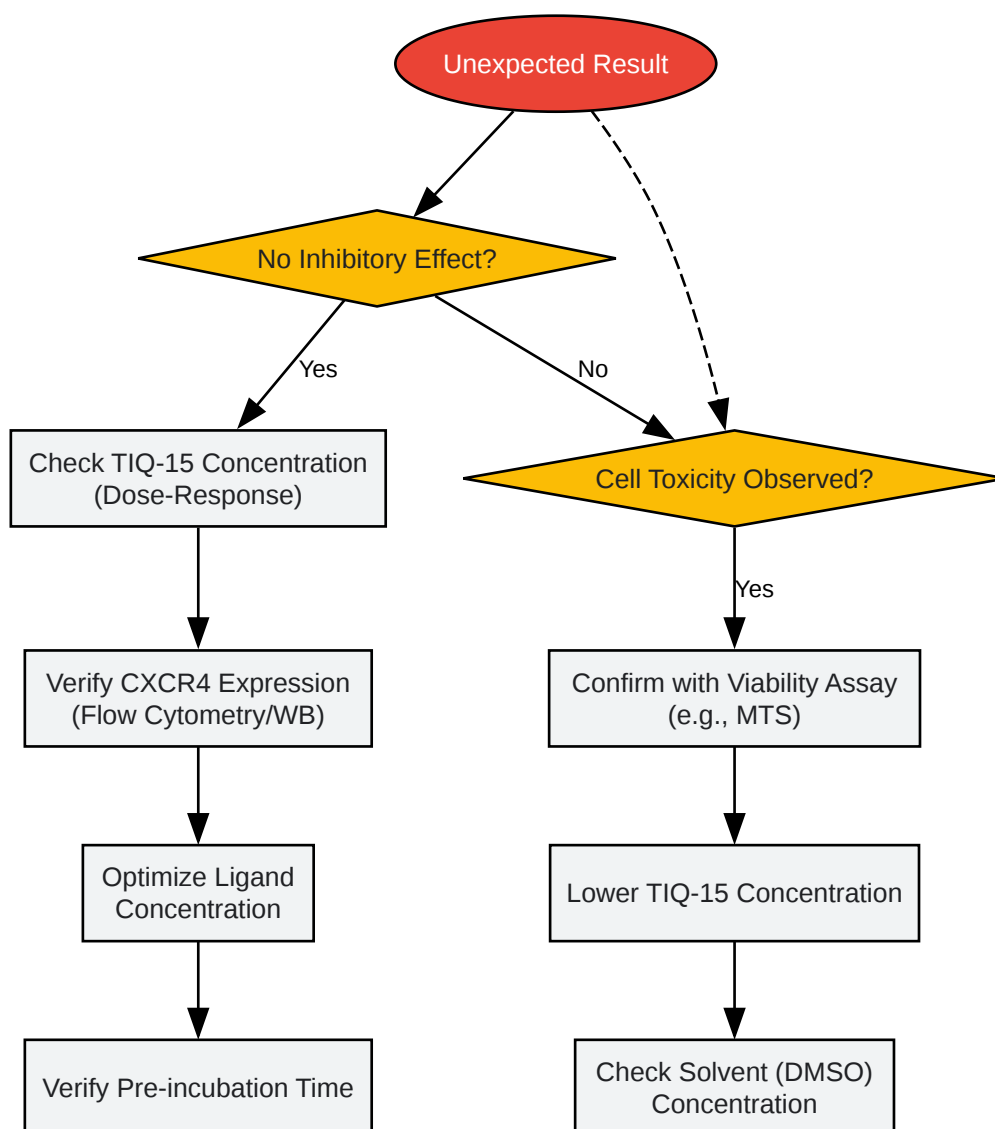 Unexpected Result
No Inhibitory Effect?
Yes
No
Check TIQ-15 Concentration
(Dose-Response)
Cell Toxicity Observed?
Yes
Verify CXCR4 Expression
(Flow Cytometry/WB)
Confirm with Viability Assay
(e.g., MTS)
Optimize Ligand
Concentration
Lower TIQ-15 Concentration
Verify Pre-incubation Time
Check Solvent (DMSO)
Concentration